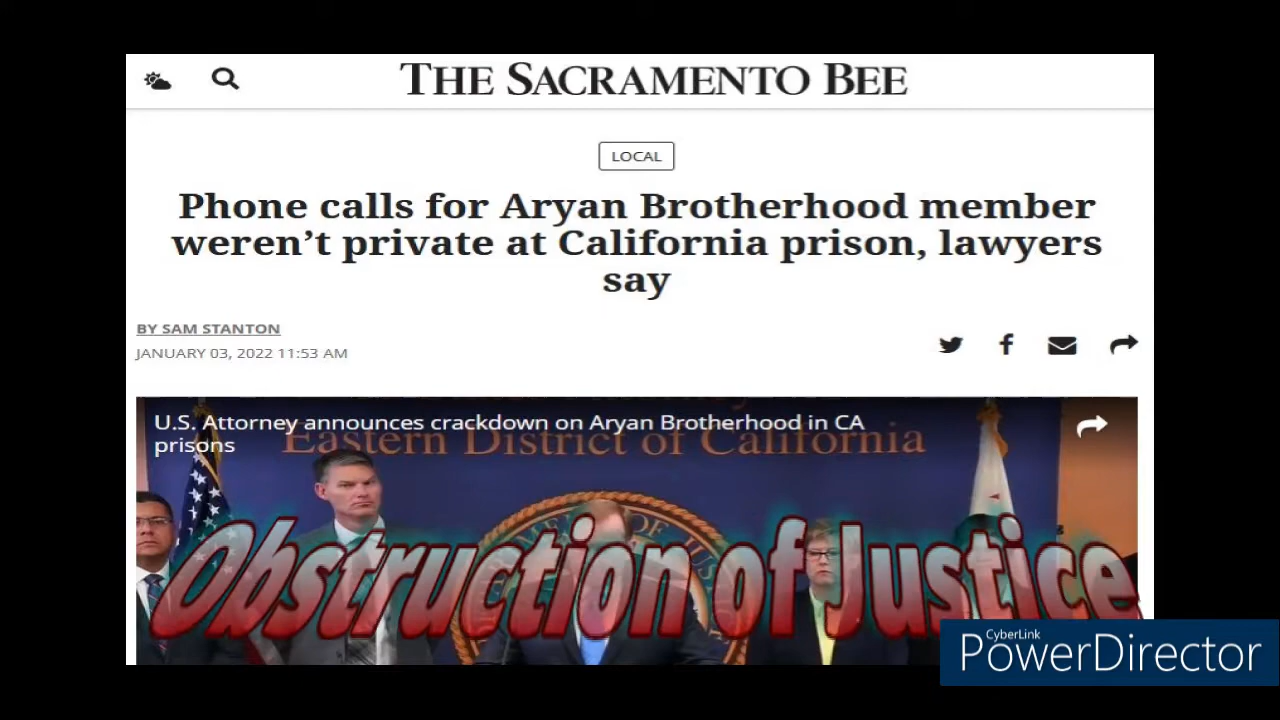 THE SACRAMENTO BEE
LOCAL
Phone calls for Aryan Brotherhood member
weren’t private at California prison, lawyers
say
BY SAM STANTON
JANUARY 03, 2022 11:53 AM
U.S. Attorney announces crackdown on Aryan Brotherhood in CA
prisons
Eastern District of California
Obstruction of Justice
CyberLink
PowerDirector